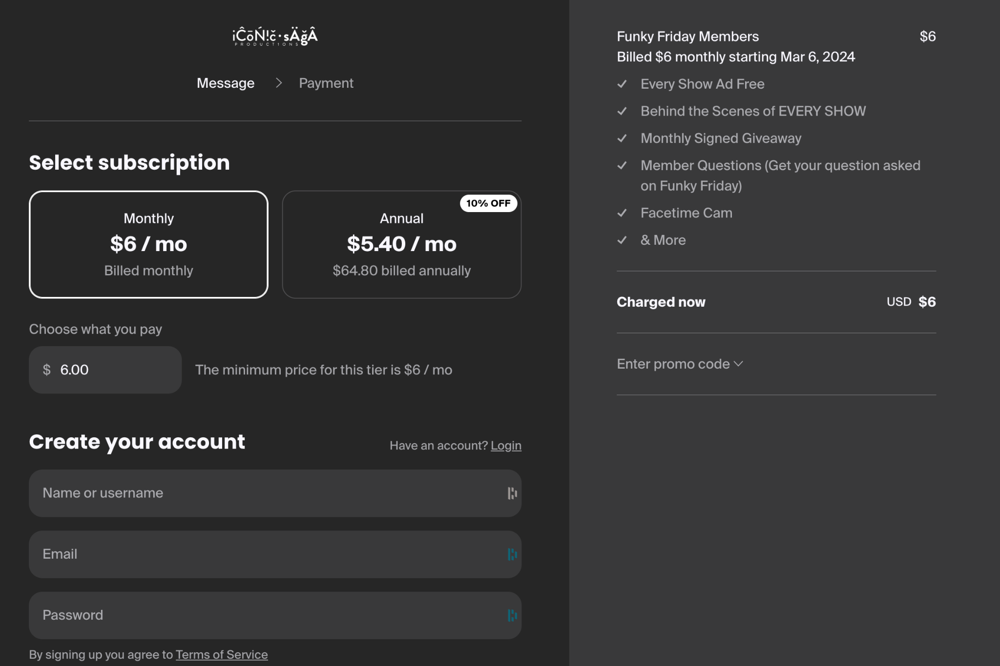 iĈōŃ!č·sÄğÂ
PRODUCT!ONS
Message > Payment
Select subscription
Monthly
$6 / mo
Billed monthly
10% OFF
Annual
$5.40 / mo
$64.80 billed annually
Choose what you pay
$ 6.00
The minimum price for this tier is $6 / mo
Create your account
Have an account? Login
Name or username
Email
Password
By signing up you agree to Terms of Service
Funky Friday Members $6
Billed $6 monthly starting Mar 6, 2024
Every Show Ad Free
Behind the Scenes of EVERY SHOW
Monthly Signed Giveaway
Member Questions (Get your question asked
on Funky Friday)
Facetime Cam
& More
Charged now USD $6
Enter promo code